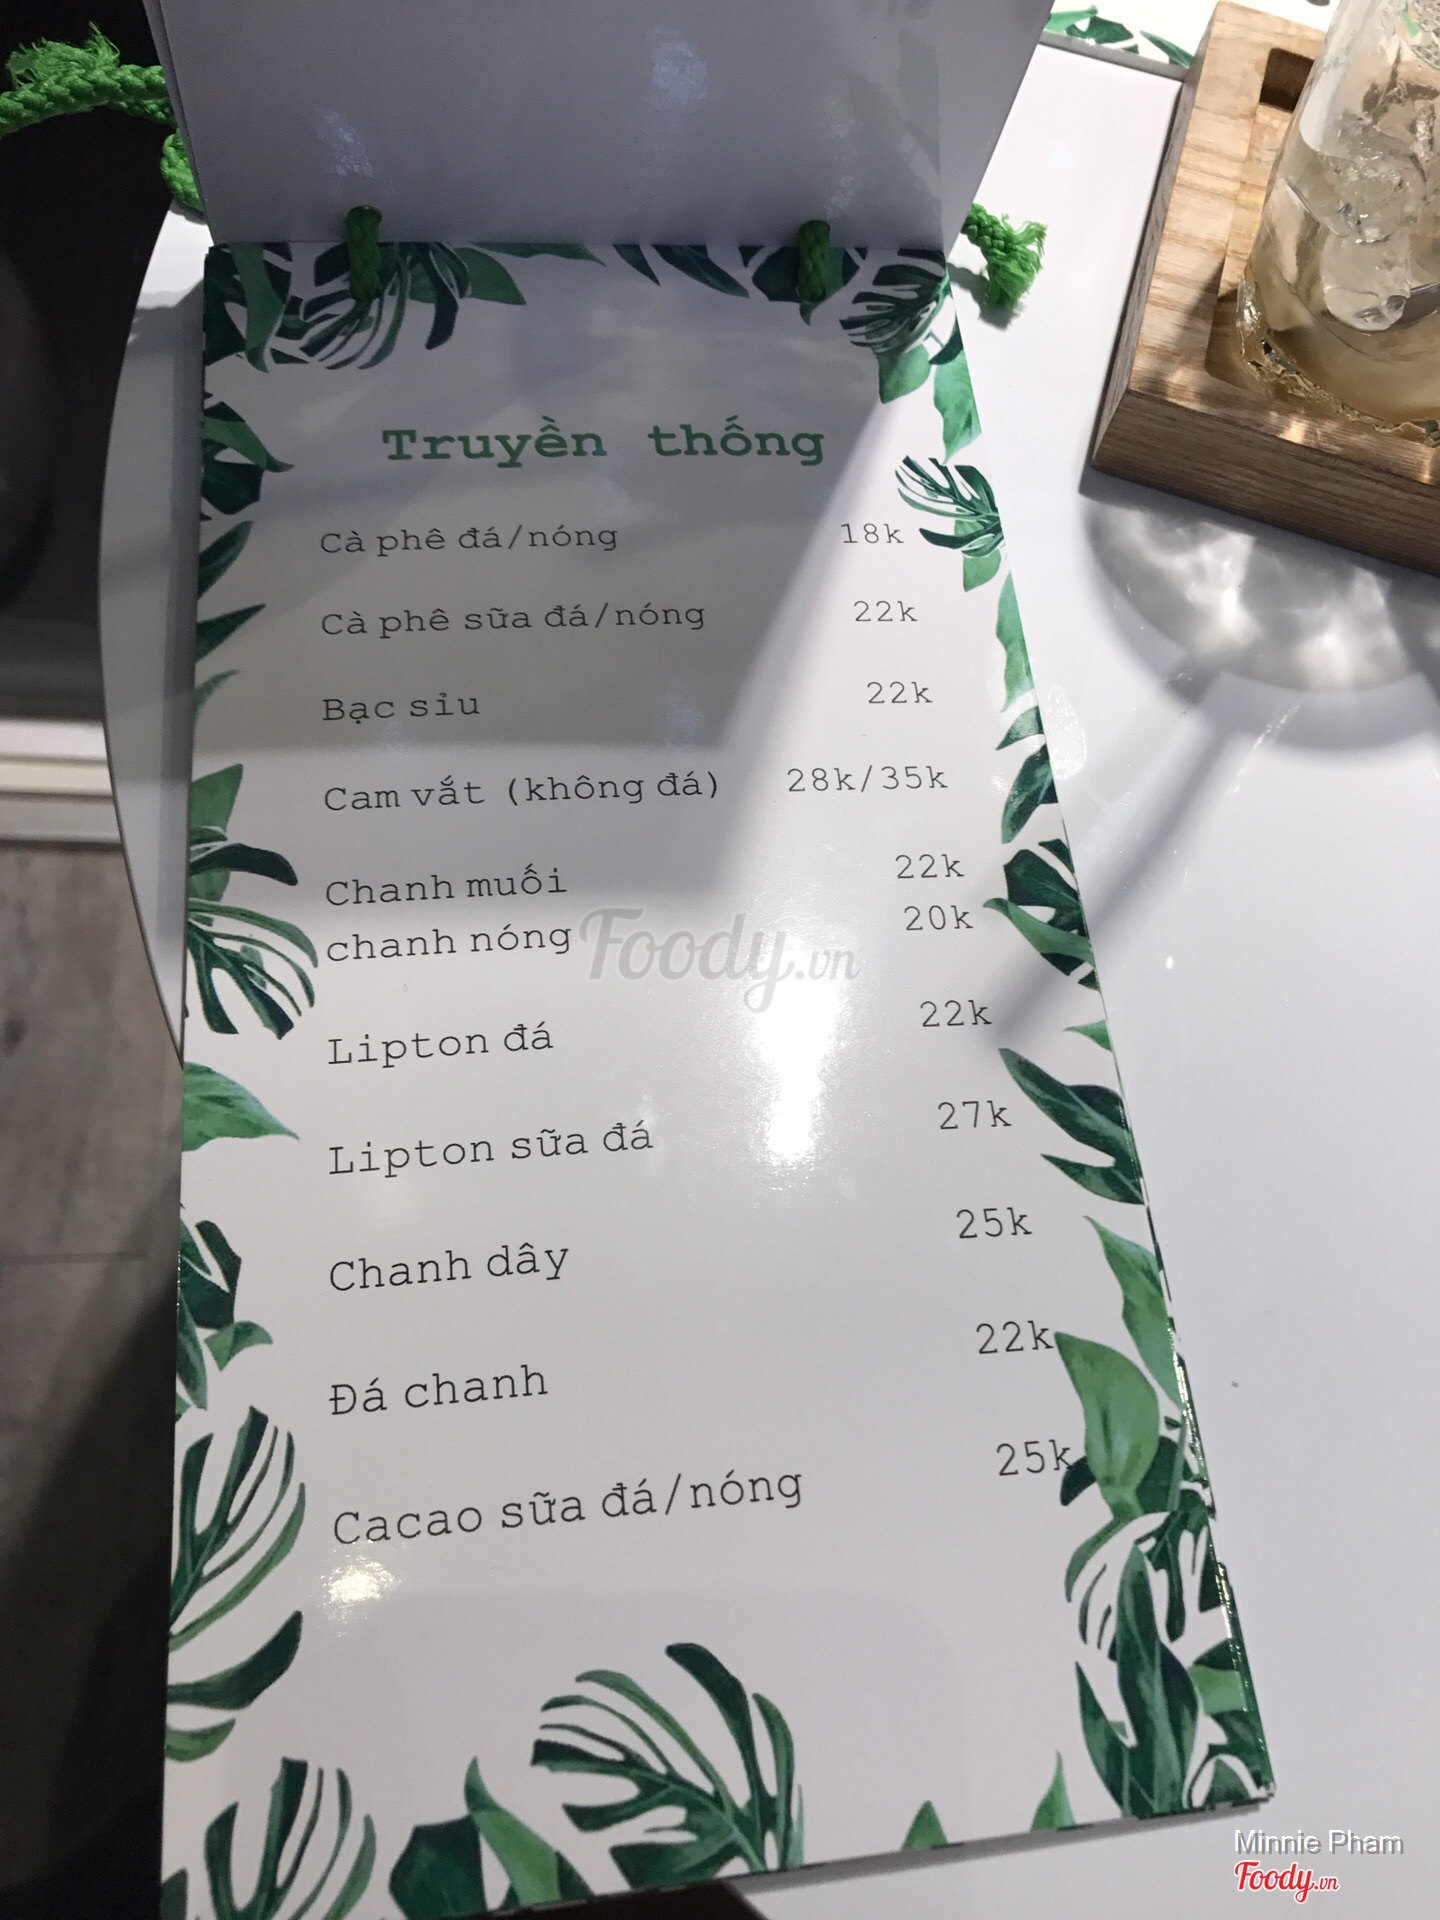 Truyền thống
Cà phê đá/nóng 18k
Cà phê sữa đá/nóng 22k
Bạc sỉu 22k
Cam vắt (không đá) 28k/35k
Chanh muối 22k
chanh nóng 20k
Foody.vn
Lipton đá 22k
Lipton sữa đá 27k
Chanh dây 25k
Đá chanh 22k
Cacao sữa đá/nóng 25k
Minnie Pham
Foody.vn